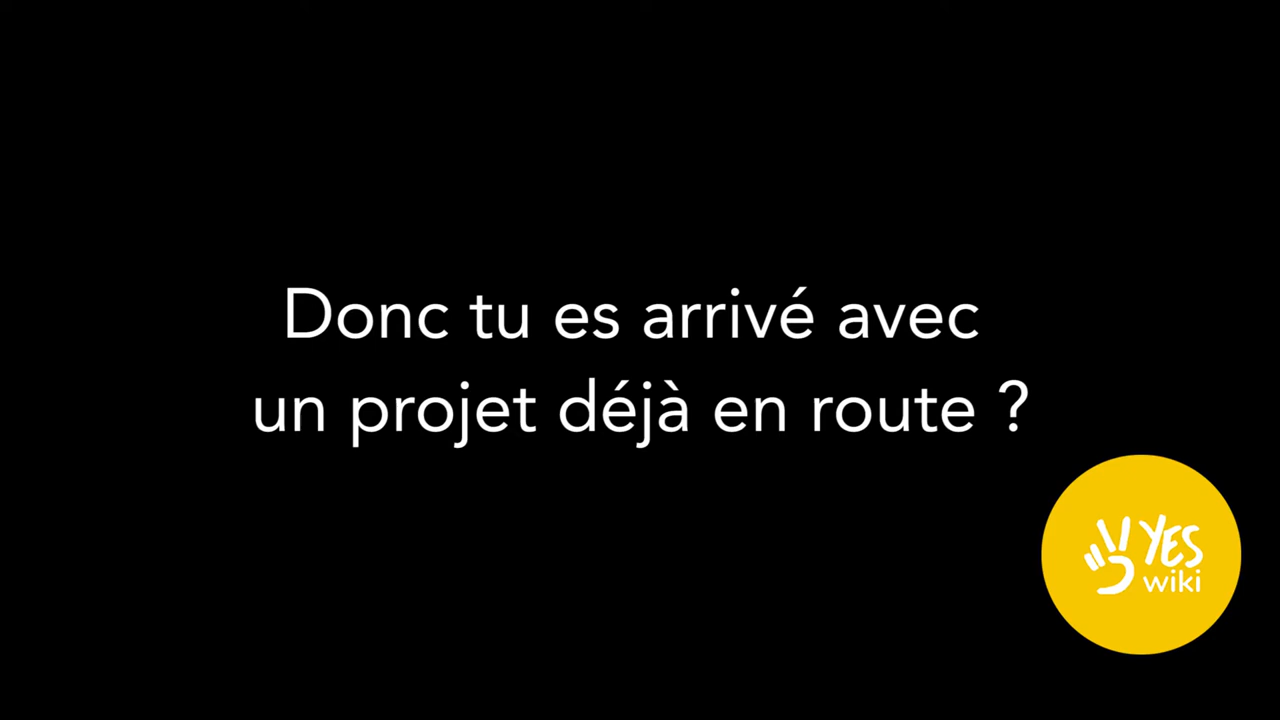 Donc tu es arrivé avec
un projet déjà en route ?
YES
wiki